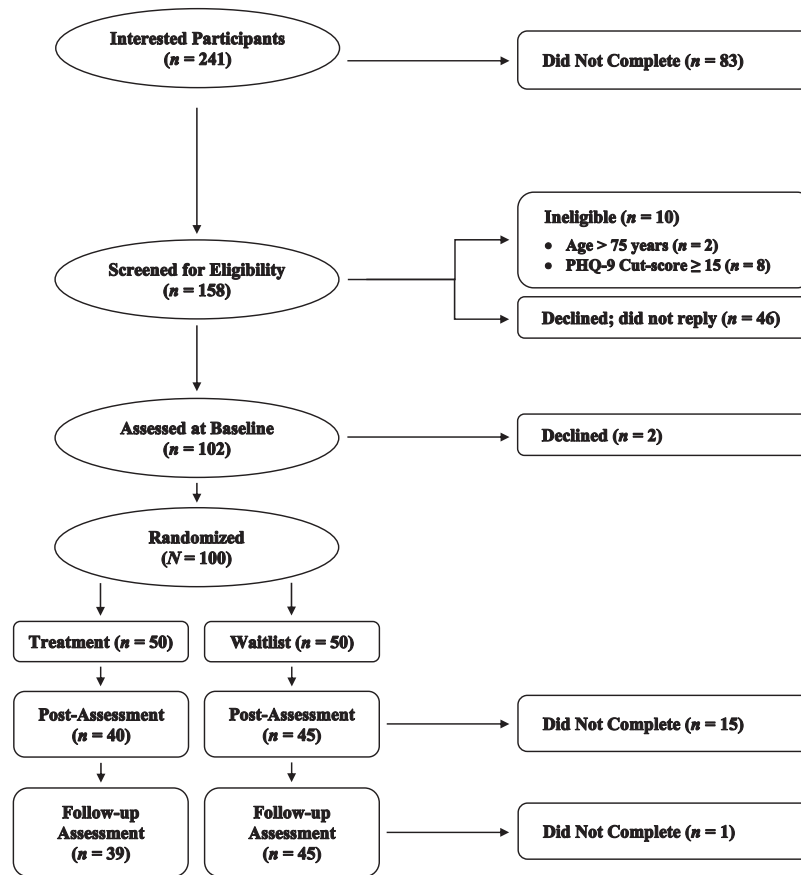 Interested Participants
(n = 241)
Did Not Complete (n = 83)
Ineligible (n = 10)
• Age > 75 years (n = 2)
• PHQ-9 Cut-score ≥ 15 (n = 8)
Screened for Eligibility
(n = 158)
Declined; did not reply (n = 46)
Assessed at Baseline
(n = 102)
Declined (n = 2)
Randomized
(N = 100)
Treatment (n = 50)
Waitlist (n = 50)
Post-Assessment
(n = 40)
Post-Assessment
(n = 45)
Did Not Complete (n = 15)
Follow-up
Assessment
(n = 39)
Follow-up
Assessment
(n = 45)
Did Not Complete (n = 1)